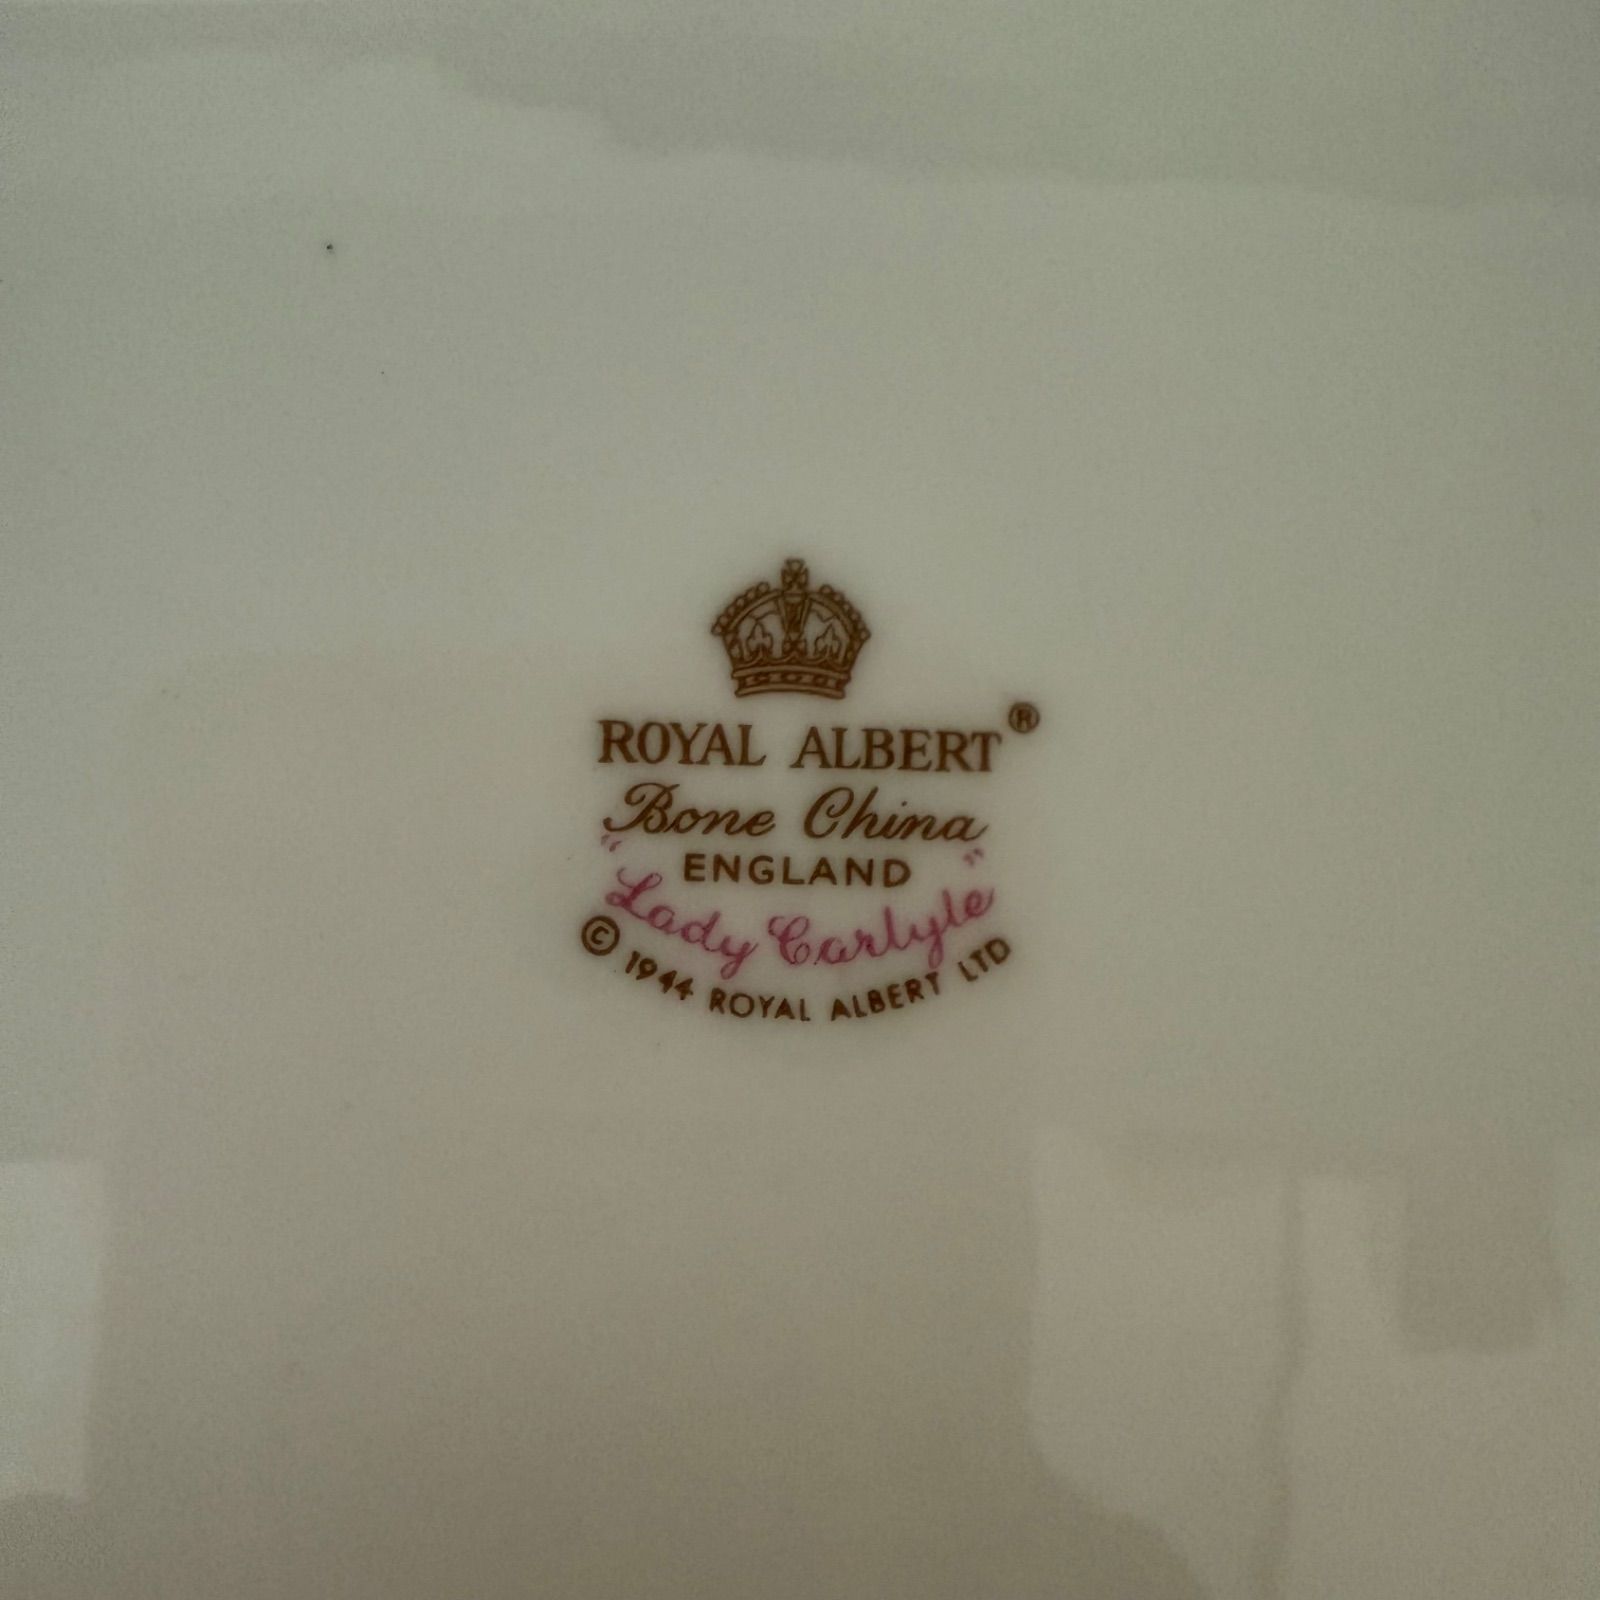 ROYAL ALBERT®
Bone China
ENGLAND
"Lady Carlyle"
© 1944 ROYAL ALBERT LTD